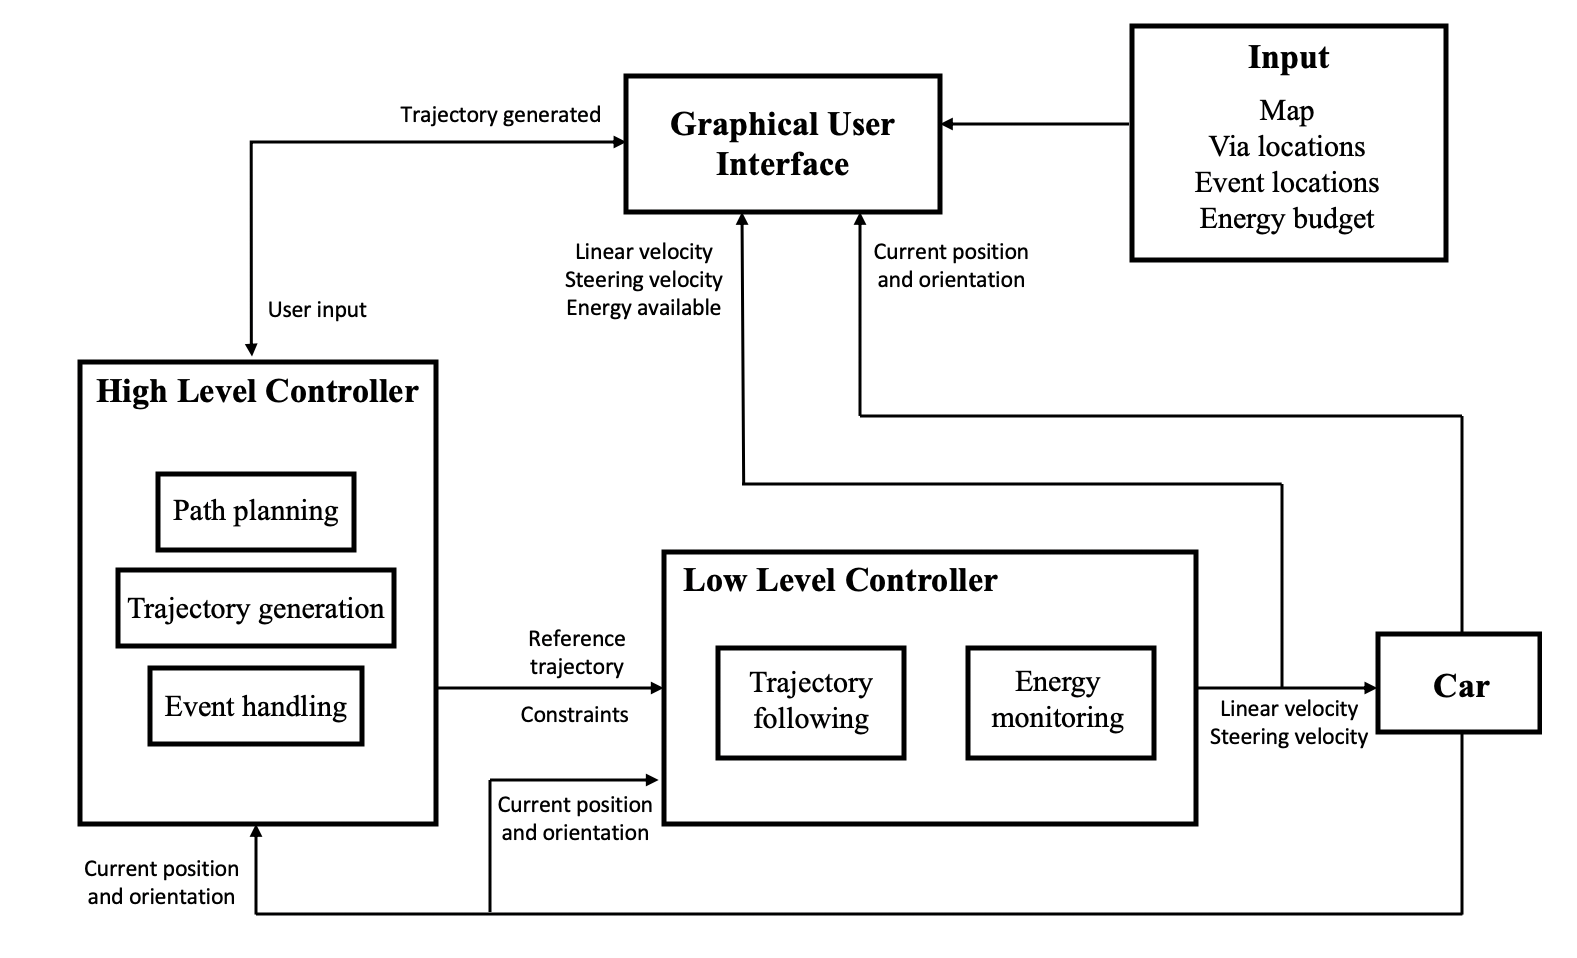 Input
Map
Via locations
Event locations
Energy budget
Graphical User
Interface
Trajectory generated
User input
Linear velocity
Steering velocity
Energy available
Current position
and orientation
High Level Controller
Path planning
Trajectory generation
Event handling
Reference
trajectory
Constraints
Low Level Controller
Trajectory
following
Energy
monitoring
Linear velocity
Steering velocity
Car
Current position
and orientation
Current position
and orientation